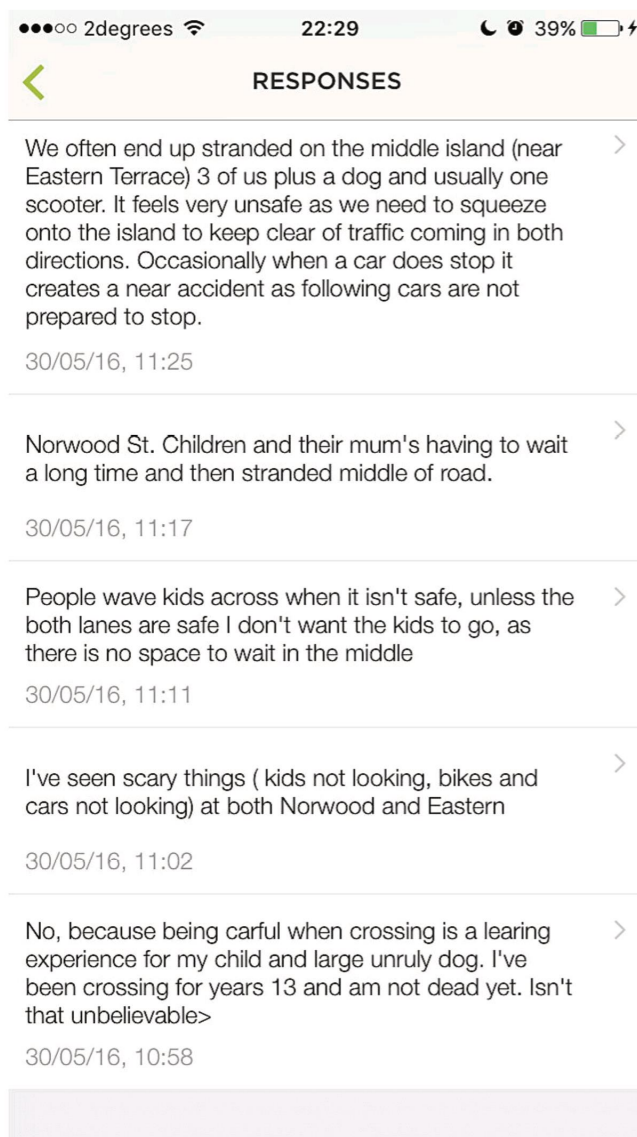 2degrees 22:29 39%
RESPONSES
We often end up stranded on the middle island (near
Eastern Terrace) 3 of us plus a dog and usually one
scooter. It feels very unsafe as we need to squeeze
onto the island to keep clear of traffic coming in both
directions. Occasionally when a car does stop it
creates a near accident as following cars are not
prepared to stop.
30/05/16, 11:25
Norwood St. Children and their mum's having to wait
a long time and then stranded middle of road.
30/05/16, 11:17
People wave kids across when it isn't safe, unless the
both lanes are safe I don't want the kids to go, as
there is no space to wait in the middle
30/05/16, 11:11
I've seen scary things ( kids not looking, bikes and
cars not looking) at both Norwood and Eastern
30/05/16, 11:02
No, because being carful when crossing is a learing
experience for my child and large unruly dog. I've
been crossing for years 13 and am not dead yet. Isn't
that unbelievable>
30/05/16, 10:58